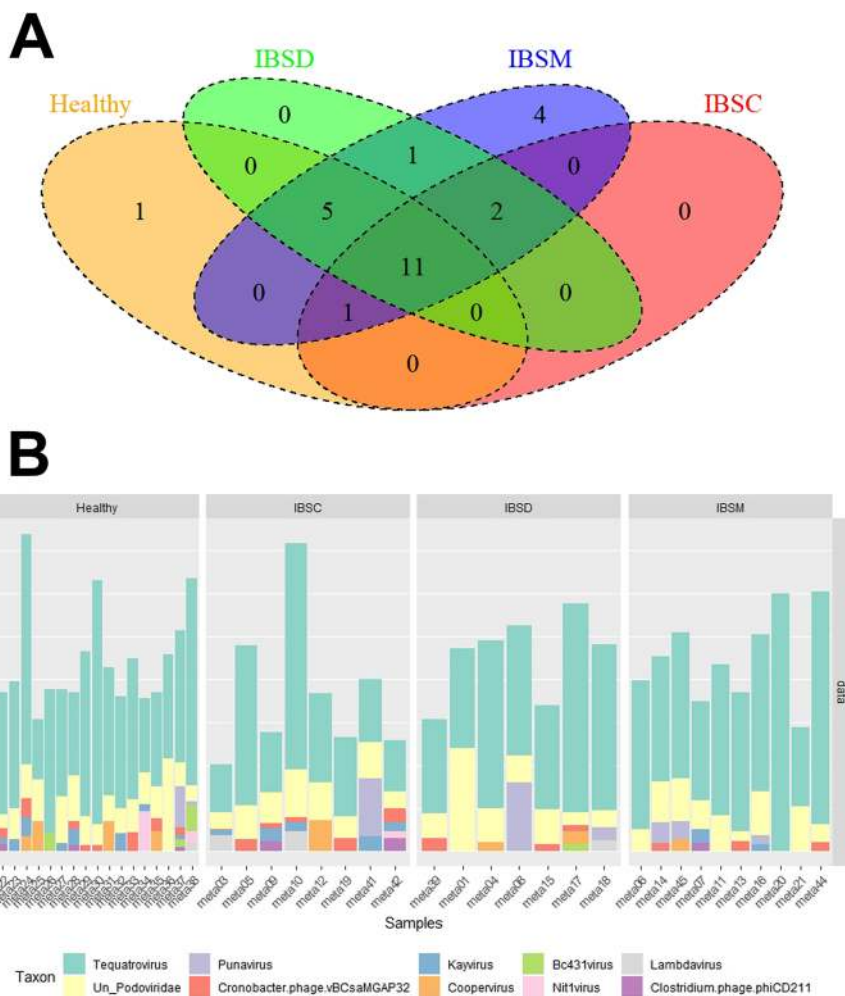 A
IBSD
IBSM
Healthy
IBSC
0
4
1
0
0
1
5
2
0
11
0
0
1
0
0
B
Healthy
IBSC
IBSD
IBSM
data
meta38
meta03
meta05
meta09
meta10
meta12
meta19
meta41
meta42
meta39
meta01
meta04
meta15
meta17
meta18
meta06
meta14
meta45
meta07
meta11
meta13
meta16
meta20
meta21
meta44
Samples
Taxon
Tequatrovirus
Punavirus
Kayvirus
Bc431virus
Lambdavirus
Un_Podoviridae
Cronobacter.phage.vBCsaMGAP32
Coopervirus
Nit1virus
Clostridium.phage.phiCD211